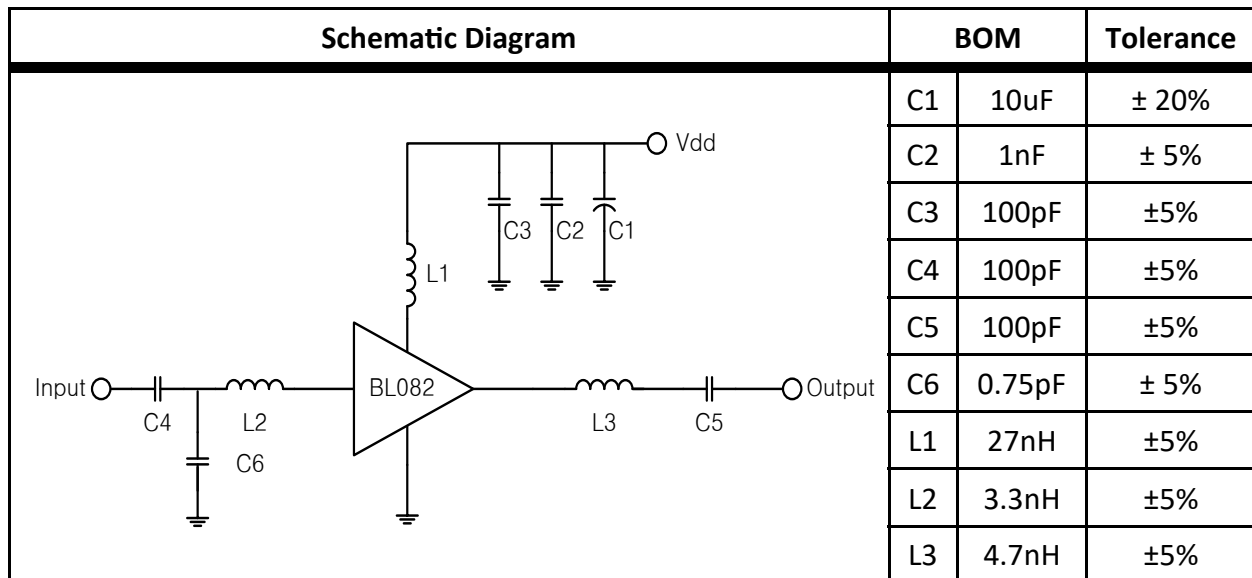 Schematic Diagram BOM Tolerance
C1 10uF ± 20%
C2 1nF ± 5%
C3 100pF ±5%
C4 100pF ±5%
C5 100pF ±5%
C6 0.75pF ± 5%
L1 27nH ±5%
L2 3.3nH ±5%
L3 4.7nH ±5%
Vdd
C3 C2 C1
L1
Input BL082 Output
C4 L2 L3 C5
C6